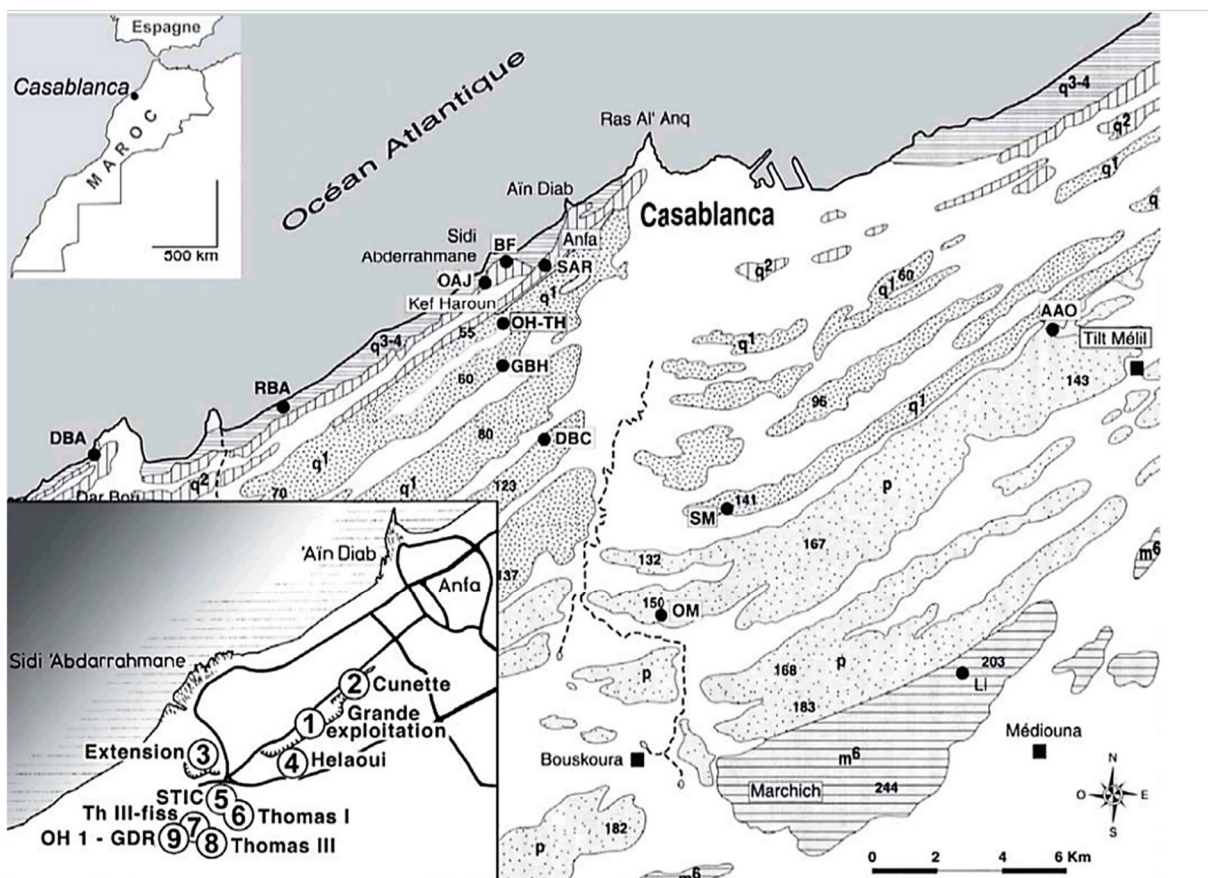 Espagne
Casablanca
MAROC
500 km
Océan Atlantique
Ras Al' Anq
Aïn Diab
Casablanca
Sidi
Abderrahmane
BF
Anfa
SAR
OAJ
Kef Haroun
q1
55
OH-TH
q3-4
60
GBH
RBA
80
DBC
DBA
q2
q1
q1
70
123
137
q3-4
q2
q1
q
q2
q1 60
AAO
Tilt Mélil
q1
143
96
q1
p
141
SM
167
132
150
OM
p
168
p
183
203
LI
m6
Bouskoura
Médiouna
m6
Marchich
244
182
p
m6
N
O
E
S
0 2 4 6 Km
'Aïn Diab
Anfa
Sidi 'Abdarrahmane
2 Cunette
1 Grande
exploitation
Extension 3
4 Helaoui
STIC 5
6 Thomas I
Th III-fiss 7
OH 1 - GDR 9
8 Thomas III